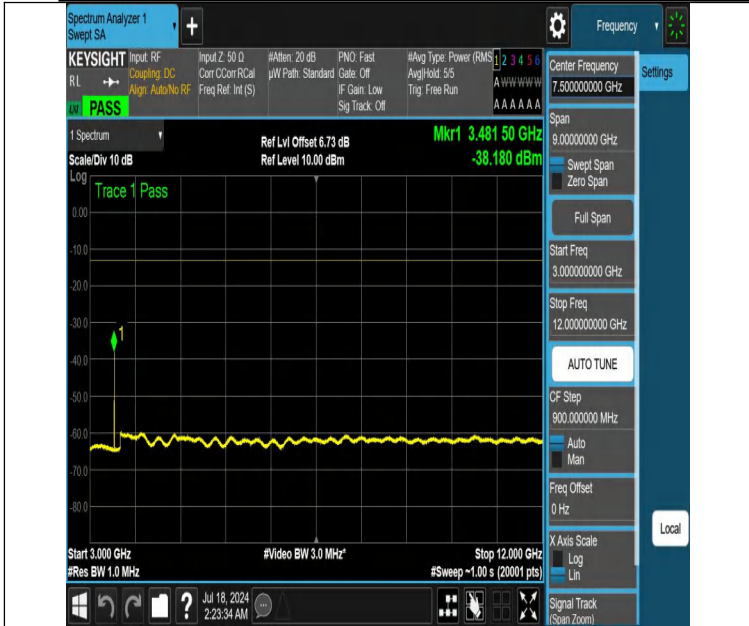 Spectrum Analyzer 1
Swept SA
+
Frequency
KEYSIGHT
RL
PASS
Input: RF
Coupling: DC
Align: Auto/No RF
Input Z: 50 Ω
Corr CCorr RCal
Freq Ref: Int (S)
#Atten: 20 dB
µW Path: Standard
PNO: Fast
Gate: Off
IF Gain: Low
Sig Track: Off
#Avg Type: Power (RMS
Avg|Hold: 5/5
Trig: Free Run
1 2 3 4 5 6
A W W W W W
A A A A A A
1 Spectrum
Scale/Div 10 dB
Ref Lvl Offset 6.73 dB
Ref Level 10.00 dBm
Mkr1 3.481 50 GHz
-38.180 dBm
Log
Trace 1 Pass
0.00
-10.0
-20.0
-30.0
1
-40.0
-50.0
-60.0
-70.0
-80.0
Start 3.000 GHz
#Res BW 1.0 MHz
#Video BW 3.0 MHz*
Stop 12.000 GHz
#Sweep ~1.00 s (20001 pts)
Jul 18, 2024
2:23:34 AM
Center Frequency
7.500000000 GHz
Settings
Span
9.00000000 GHz
Swept Span
Zero Span
Full Span
Start Freq
3.000000000 GHz
Stop Freq
12.000000000 GHz
AUTO TUNE
CF Step
900.000000 MHz
Auto
Man
Freq Offset
0 Hz
X Axis Scale
Log
Lin
Local
Signal Track
(Span Zoom)